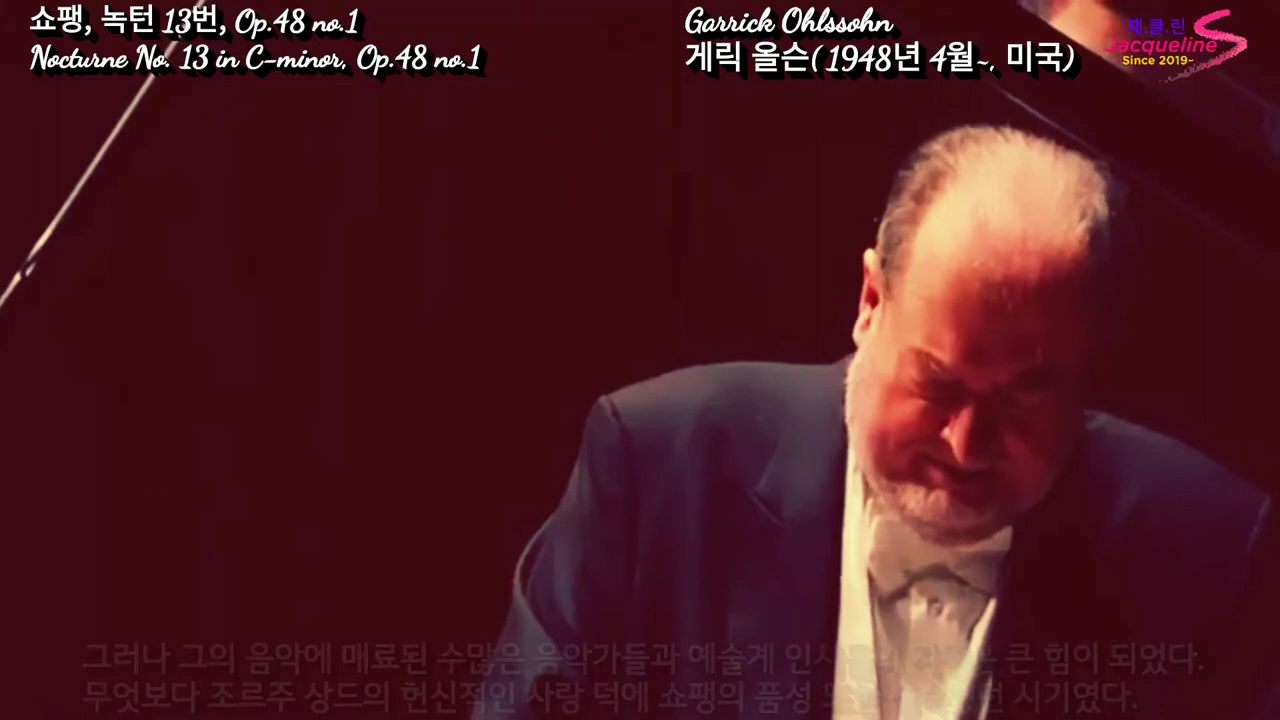 쇼팽, 녹턴 13번, Op.48 no.1
Nocturne No. 13 in C-minor, Op.48 no.1
Garrick Ohlssohn
게릭 올슨(1948년 4월~, 미국)
재.클.린
Jacqueline S
Since 2019~
그러나 그의 음악에 매료된 수많은 음악가들과 예술계 큰 힘이 되었다.
무엇보다 조르주 상드의 헌신적인 사랑 덕에 쇼팽의 품성 시기였다.